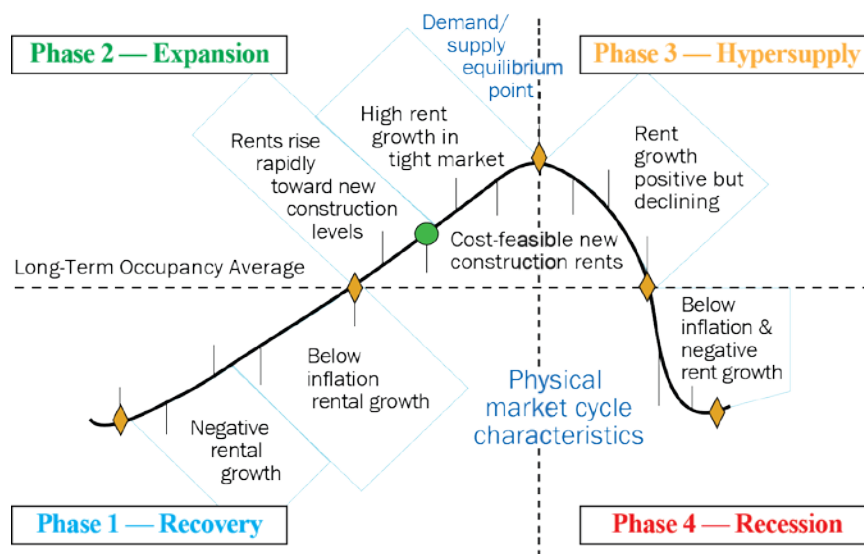 Phase 2 — Expansion
Demand/
supply
equilibrium
point
Phase 3 — Hypersupply
High rent
growth in
tight market
Rents rise
rapidly
toward new
construction
levels
Rent
growth
positive but
declining
Cost-feasible new
construction rents
Long-Term Occupancy Average
Below
inflation
rental growth
Below
inflation &
negative
rent growth
Negative
rental
growth
Physical
market cycle
characteristics
Phase 1 — Recovery
Phase 4 — Recession